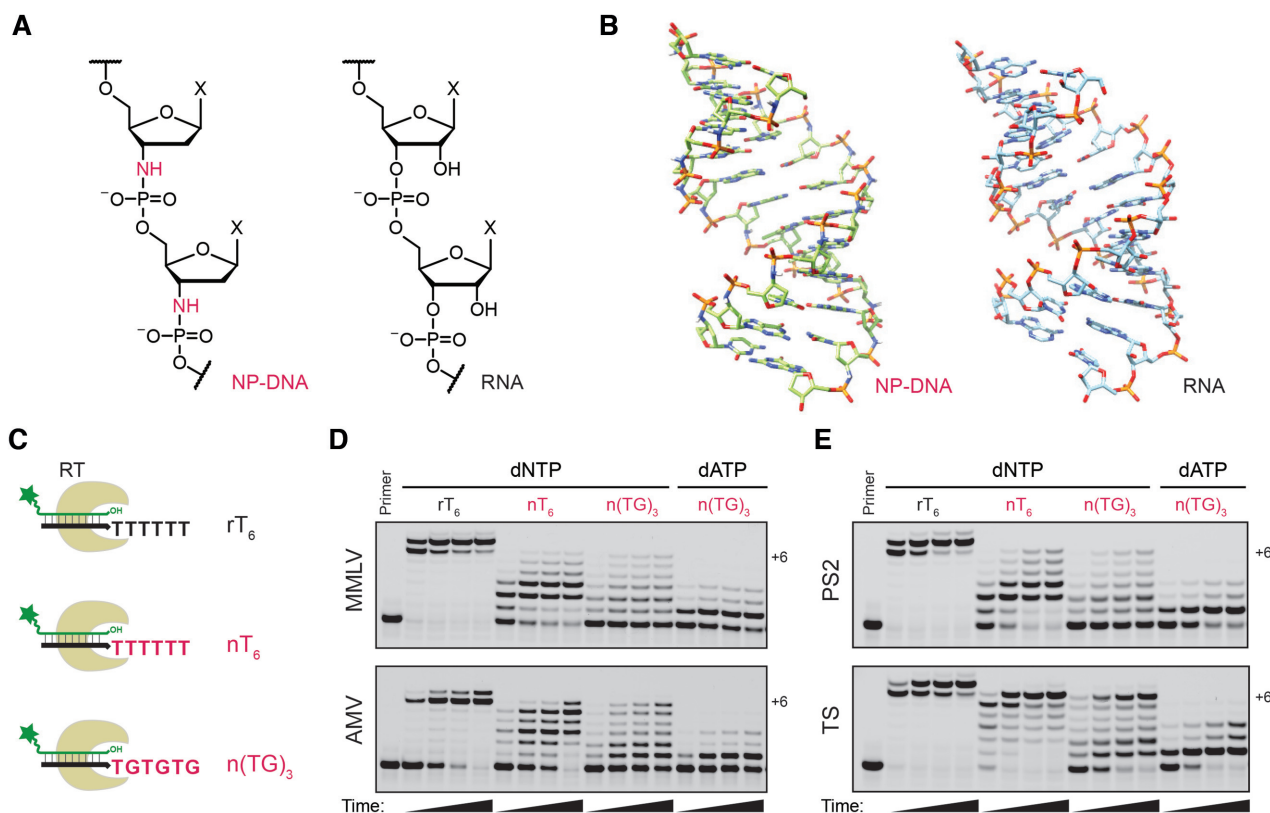 A
B
O
X
O
NH
−O–P=O
O
X
O
NH
−O–P=O
O
NP-DNA
O
X
O
O
OH
−O–P=O
O
X
O
O
OH
−O–P=O
O
RNA
NP-DNA
RNA
C
RT
OH
TTTTTT
rT6
OH
TTTTTT
nT6
OH
TGTGTG
n(TG)3
D
Primer
dNTP
dATP
rT6
nT6
n(TG)3
n(TG)3
MMLV
+6
AMV
+6
Time:
E
Primer
dNTP
dATP
rT6
nT6
n(TG)3
n(TG)3
PS2
+6
TS
+6
Time: